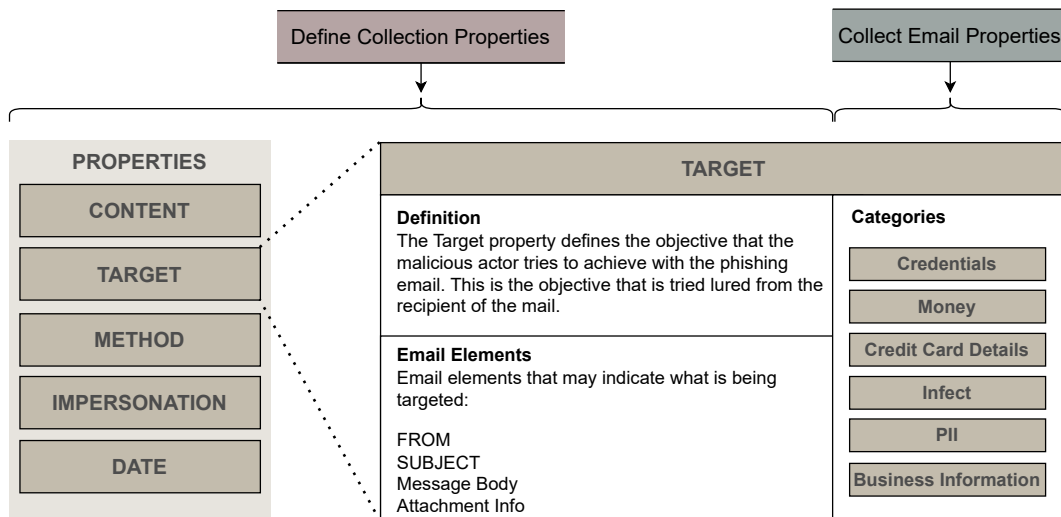 Define Collection Properties
Collect Email Properties
PROPERTIES
CONTENT
TARGET
METHOD
IMPERSONATION
DATE
TARGET
Definition
The Target property defines the objective that the
malicious actor tries to achieve with the phishing
email. This is the objective that is tried lured from the
recipient of the mail.
Email Elements
Email elements that may indicate what is being
targeted:
FROM
SUBJECT
Message Body
Attachment Info
Categories
Credentials
Money
Credit Card Details
Infect
PII
Business Information